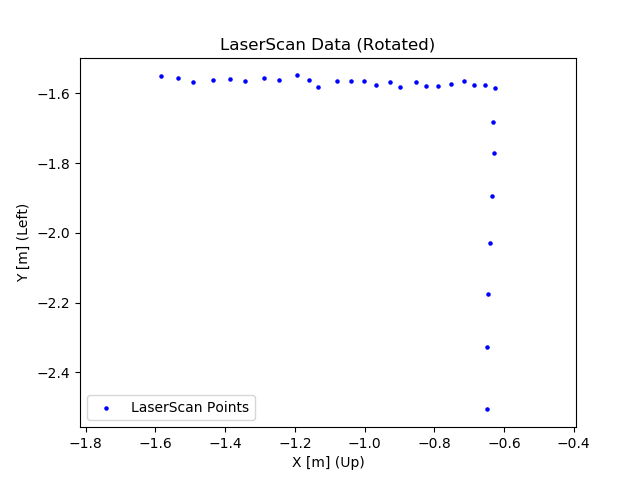 LaserScan Data (Rotated)
−1.6
−1.8
−2.0
−2.2
−2.4
Y [m] (Left)
LaserScan Points
−1.8 −1.6 −1.4 −1.2 −1.0 −0.8 −0.6 −0.4
X [m] (Up)